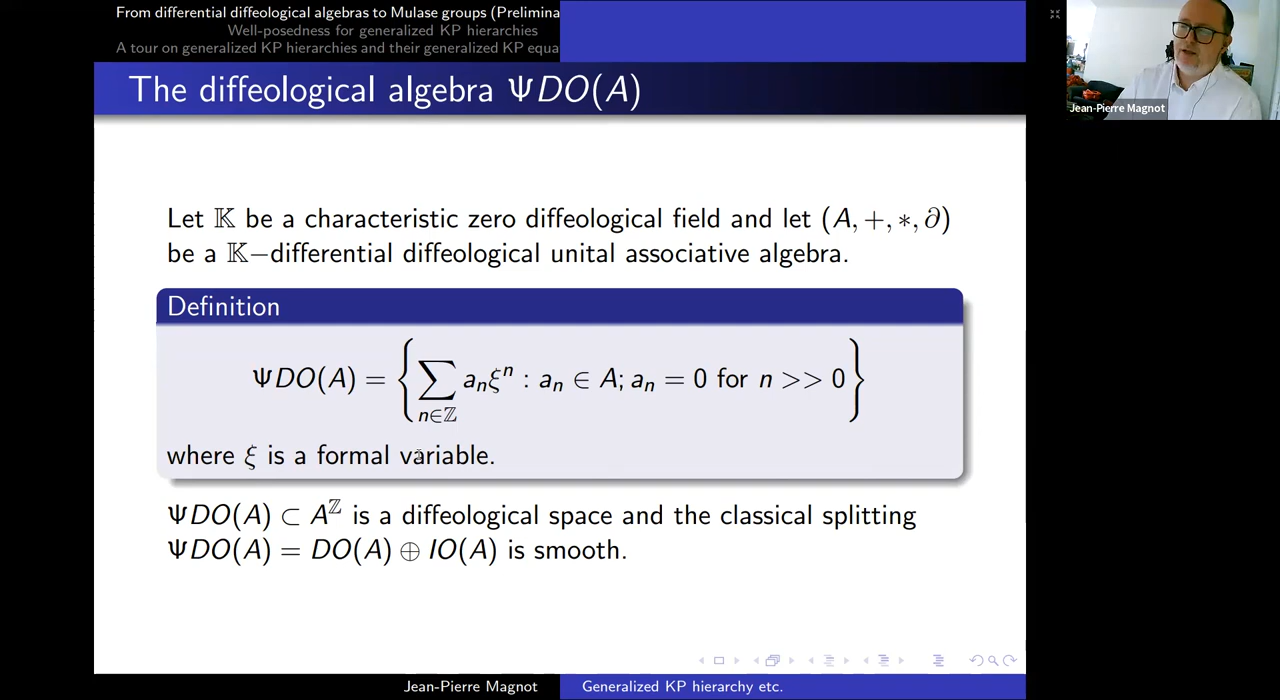 From differential diffeological algebras to Mulase groups (Prelimina
Well-posedness for generalized KP hierarchies
A tour on generalized KP hierarchies and their generalized KP equa
The diffeological algebra ΨDO(A)
Jean-Pierre Magnot
Let 𝕂 be a characteristic zero diffeological field and let (A, +, ∗, ∂)
be a 𝕂−differential diffeological unital associative algebra.
Definition
ΨDO(A) = { ∑_{n∈ℤ} a_n ξ^n : a_n ∈ A; a_n = 0 for n >> 0 }
where ξ is a formal variable.
ΨDO(A) ⊂ A^ℤ is a diffeological space and the classical splitting
ΨDO(A) = DO(A) ⊕ IO(A) is smooth.
Jean-Pierre Magnot
Generalized KP hierarchy etc.